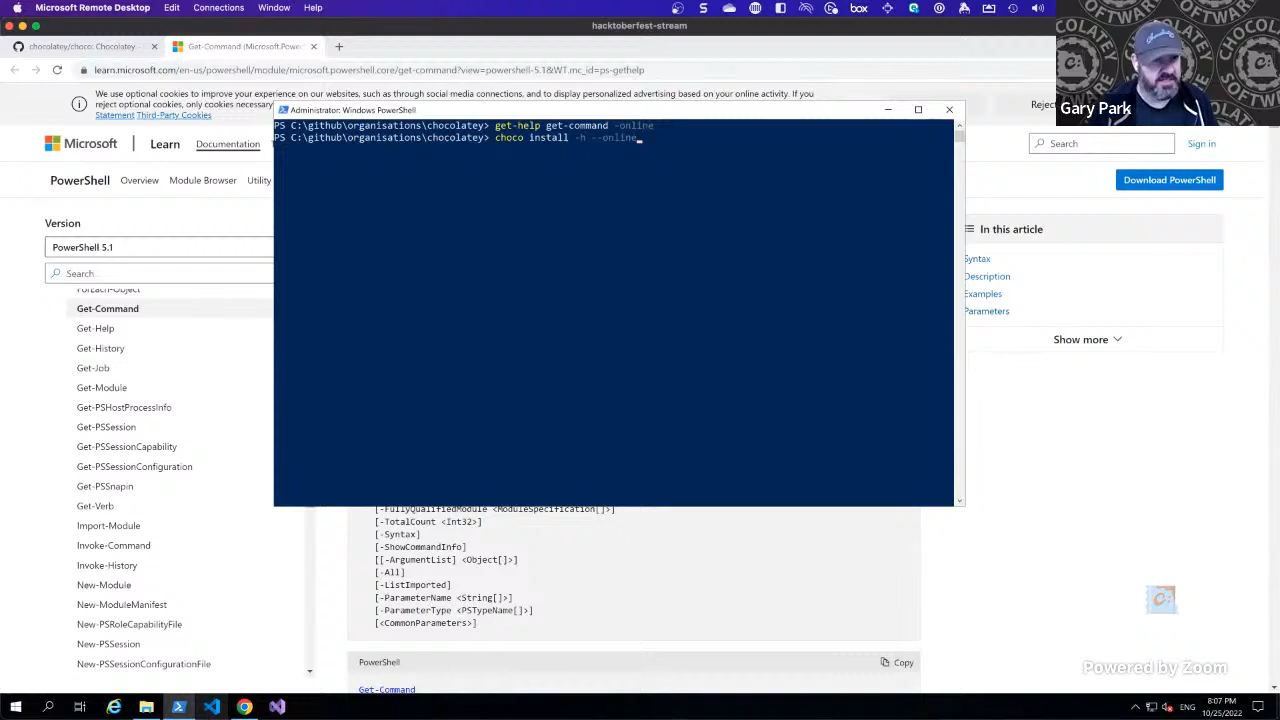 Microsoft Remote Desktop Edit Connections Window Help
box
hacktoberfest-stream
chocolatey/choco: Chocolatey...
Get-Command (Microsoft.Power
learn.microsoft.com/en-us/powershell/module/microsoft.powershell.core/get-command?view=powershell-5.1&WT.mc_id=ps-gethelp
We use optional cookies to improve your experience on our websites, such as through social media connections, and to display personalized advertising based on your online activity. If you
reject optional cookies, only cookies necessary
Statement Third-Party Cookies
Rejec
Gary Park
Administrator: Windows PowerShell
PS C:\github\organisations\chocolatey> get-help get-command -online
PS C:\github\organisations\chocolatey> choco install -h --online
Microsoft Learn Documentation
Search
Sign in
PowerShell Overview Module Browser Utility
Download PowerShell
Version
PowerShell 5.1
Search
In this article
Syntax
Description
Examples
Parameters
Show more
ForEach-Object
Get-Command
Get-Help
Get-History
Get-Job
Get-Module
Get-PSHostProcessInfo
Get-PSSession
Get-PSSessionCapability
Get-PSSessionConfiguration
Get-PSSnapin
Get-Verb
Import-Module
Invoke-Command
Invoke-History
New-Module
New-ModuleManifest
New-PSRoleCapabilityFile
New-PSSession
New-PSSessionConfigurationFile
[-FullyQualifiedModule <ModuleSpecification[]>]
[-TotalCount <Int32>]
[-Syntax]
[-ShowCommandInfo]
[[-ArgumentList] <Object[]>]
[-All]
[-ListImported]
[-ParameterName <String[]>]
[-ParameterType <PSTypeName[]>]
[<CommonParameters>]
PowerShell
Copy
Get-Command
Powered by Zoom
ENG
8:07 PM
10/25/2022